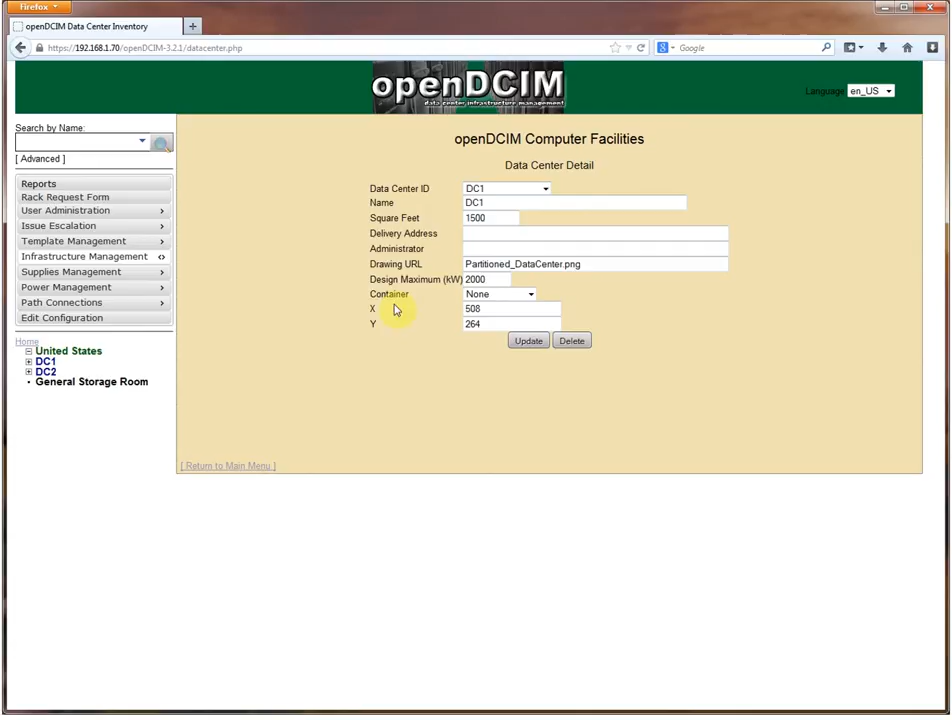 Firefox
openDCIM Data Center Inventory
https://192.168.1.70/openDCIM-3.2.1/datacenter.php
Google
openDCIM
data center infrastructure management
Language en_US
Search by Name:
[ Advanced ]
Reports
Rack Request Form
User Administration
Issue Escalation
Template Management
Infrastructure Management
Supplies Management
Power Management
Path Connections
Edit Configuration
Home
United States
DC1
DC2
General Storage Room
openDCIM Computer Facilities
Data Center Detail
Data Center ID DC1
Name DC1
Square Feet 1500
Delivery Address
Administrator
Drawing URL Partitioned_DataCenter.png
Design Maximum (kW) 2000
Container None
X 508
Y 264
Update Delete
[ Return to Main Menu ]